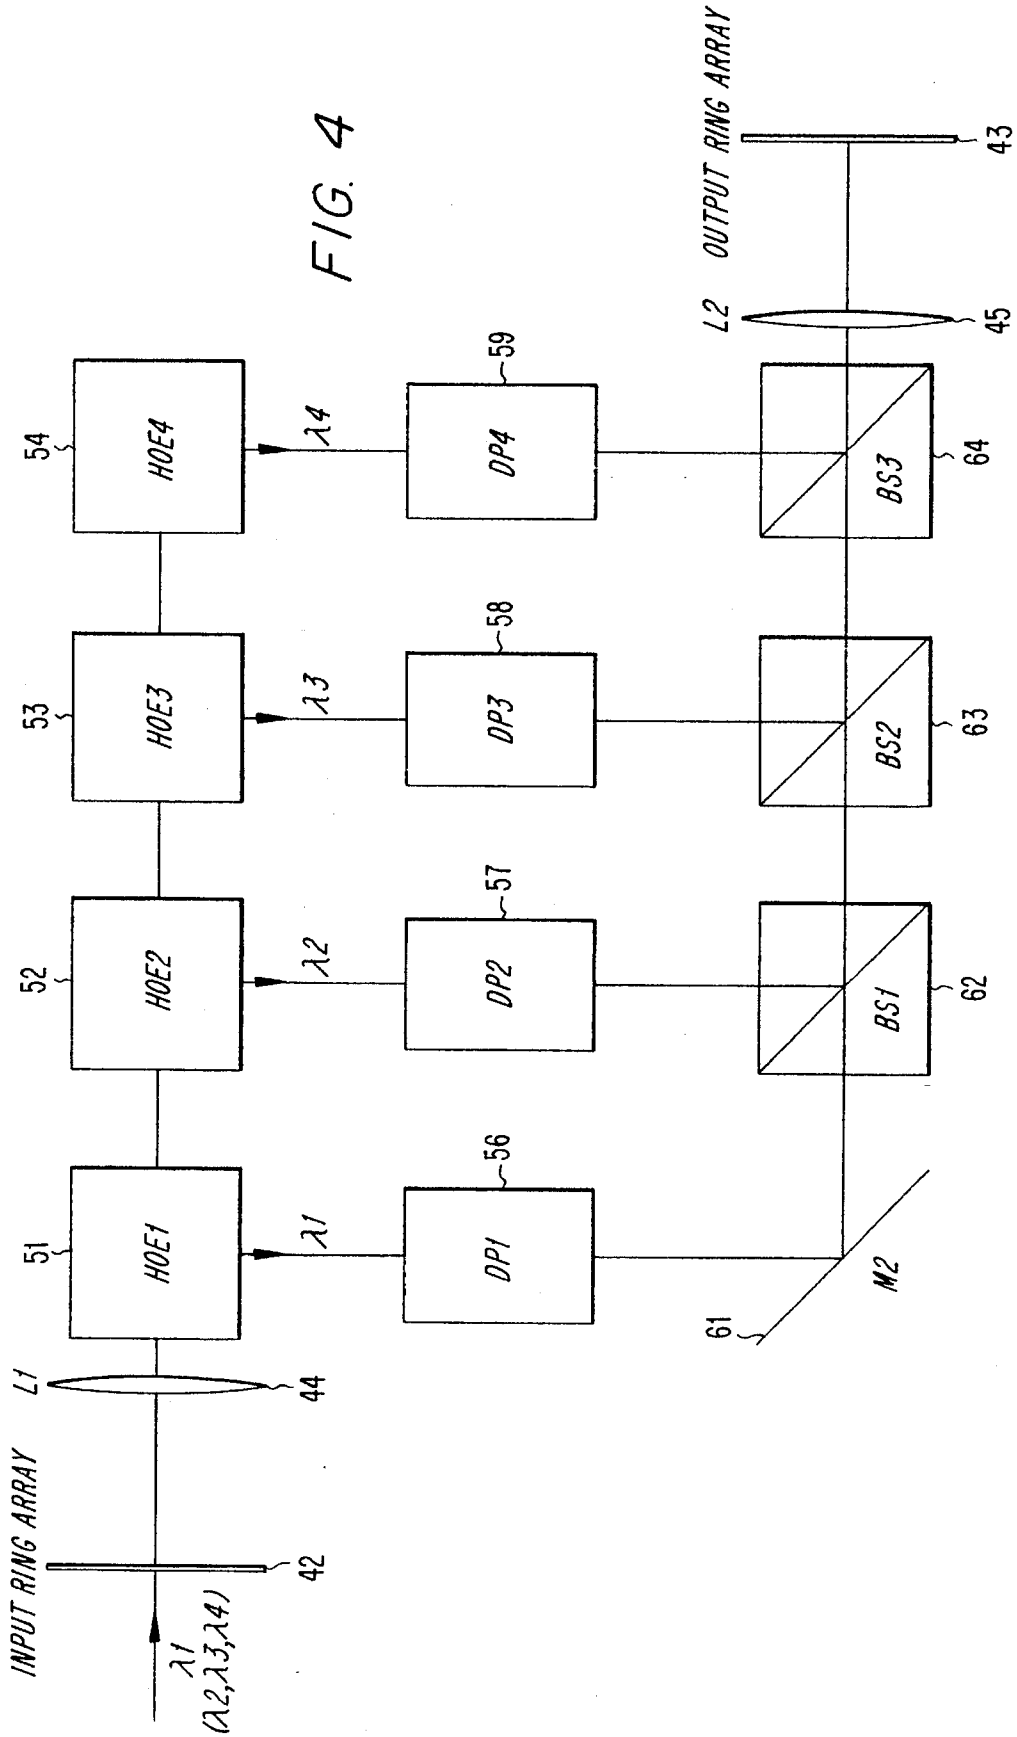 INPUT RING ARRAY
L1
51
52
53
54
HOE1
HOE2
HOE3
HOE4
λ1
(λ2,λ3,λ4)
42
44
λ1
λ2
λ3
λ4
FIG. 4
56
57
58
59
DP1
DP2
DP3
DP4
61
M2
BS1
BS2
BS3
62
63
64
L2
OUTPUT RING ARRAY
45
43